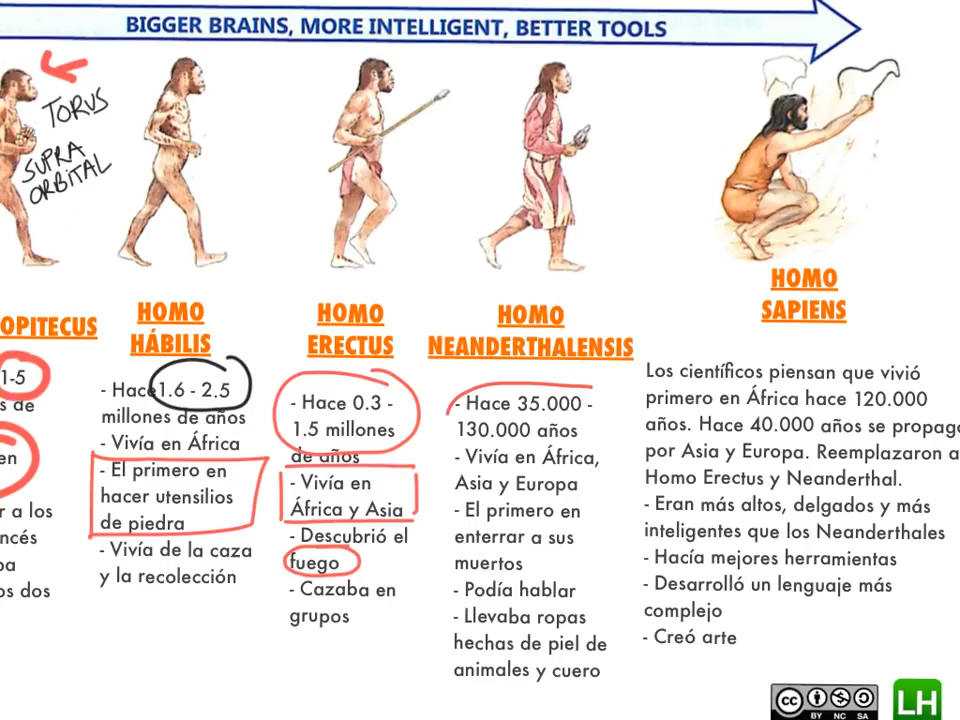 BIGGER BRAINS, MORE INTELLIGENT, BETTER TOOLS
TORUS
SUPRA
ORBITAL
OPITECUS
1-5
s de
en
r a los
ncés
ba
os dos
HOMO
HÁBILIS
- Hace 1.6 - 2.5
millones de años
- Vivía en África
- El primero en
hacer utensilios
de piedra
- Vivía de la caza
y la recolección
HOMO
ERECTUS
- Hace 0.3 -
1.5 millones
de años
- Vivía en
África y Asia
- Descubrió el
fuego
- Cazaba en
grupos
HOMO
NEANDERTHALENSIS
- Hace 35.000 -
130.000 años
- Vivía en África,
Asia y Europa
- El primero en
enterrar a sus
muertos
- Podía hablar
- Llevaba ropas
hechas de piel de
animales y cuero
HOMO
SAPIENS
Los científicos piensan que vivió
primero en África hace 120.000
años. Hace 40.000 años se propagó
por Asia y Europa. Reemplazaron a
Homo Erectus y Neanderthal.
- Eran más altos, delgados y más
inteligentes que los Neanderthales
- Hacía mejores herramientas
- Desarrolló un lenguaje más
complejo
- Creó arte
cc
BY NC SA
LH